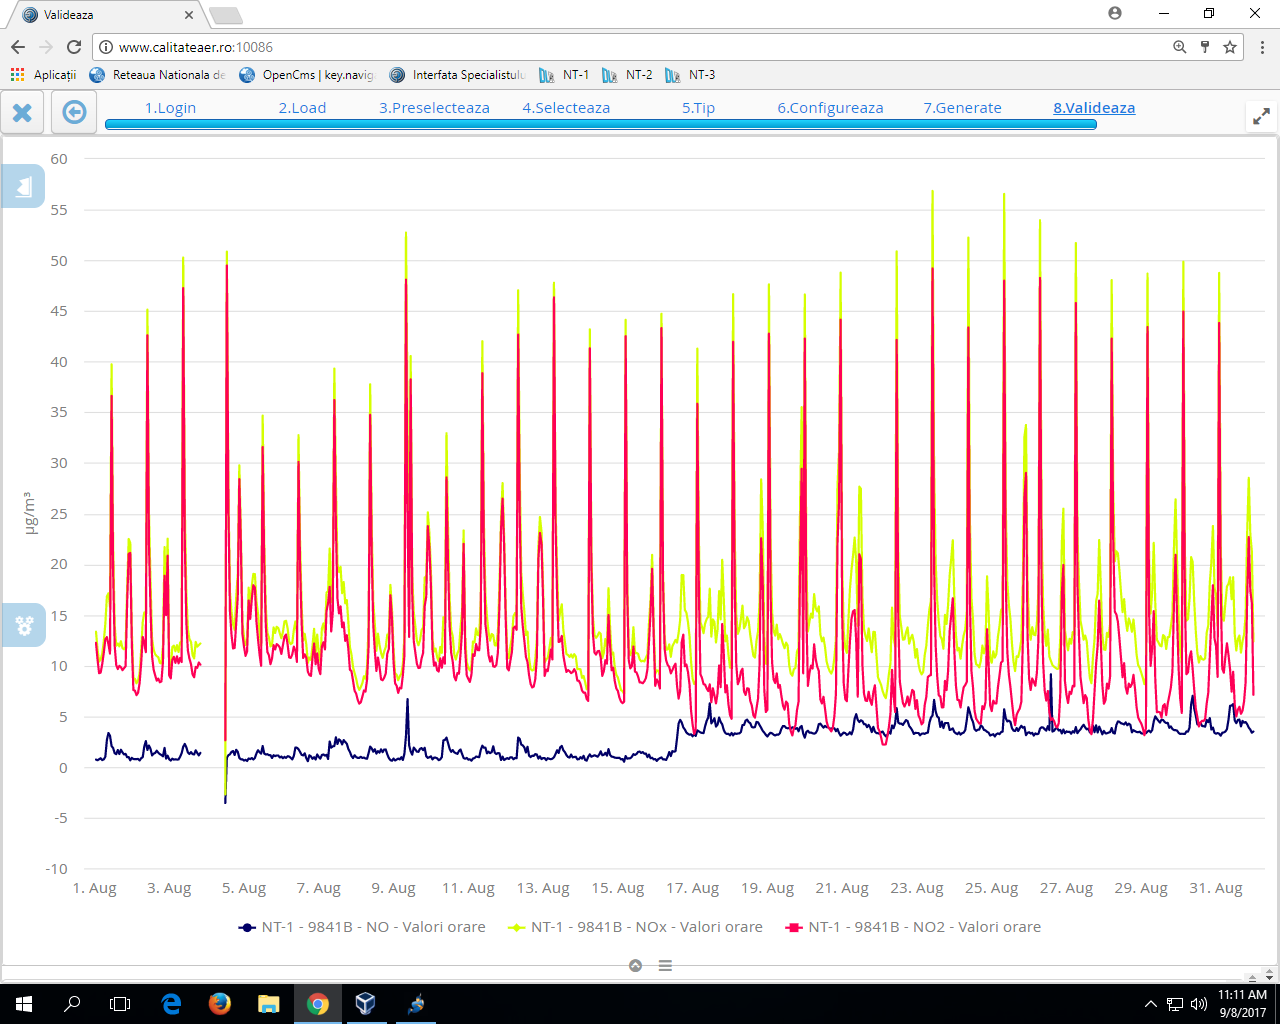 Valideaza
www.calitateaer.ro:10086
Aplicații Reteaua Nationala de OpenCms | key.navig Interfata Specialistulu NT-1 NT-2 NT-3
1.Login 2.Load 3.Preselecteaza 4.Selecteaza 5.Tip 6.Configureaza 7.Generate 8.Valideaza
60
55
50
45
40
35
30
25
20
15
10
5
0
-5
-10
µg/m³
1. Aug 3. Aug 5. Aug 7. Aug 9. Aug 11. Aug 13. Aug 15. Aug 17. Aug 19. Aug 21. Aug 23. Aug 25. Aug 27. Aug 29. Aug 31. Aug
NT-1 - 9841B - NO - Valori orare NT-1 - 9841B - NOx - Valori orare NT-1 - 9841B - NO2 - Valori orare
11:11 AM
9/8/2017